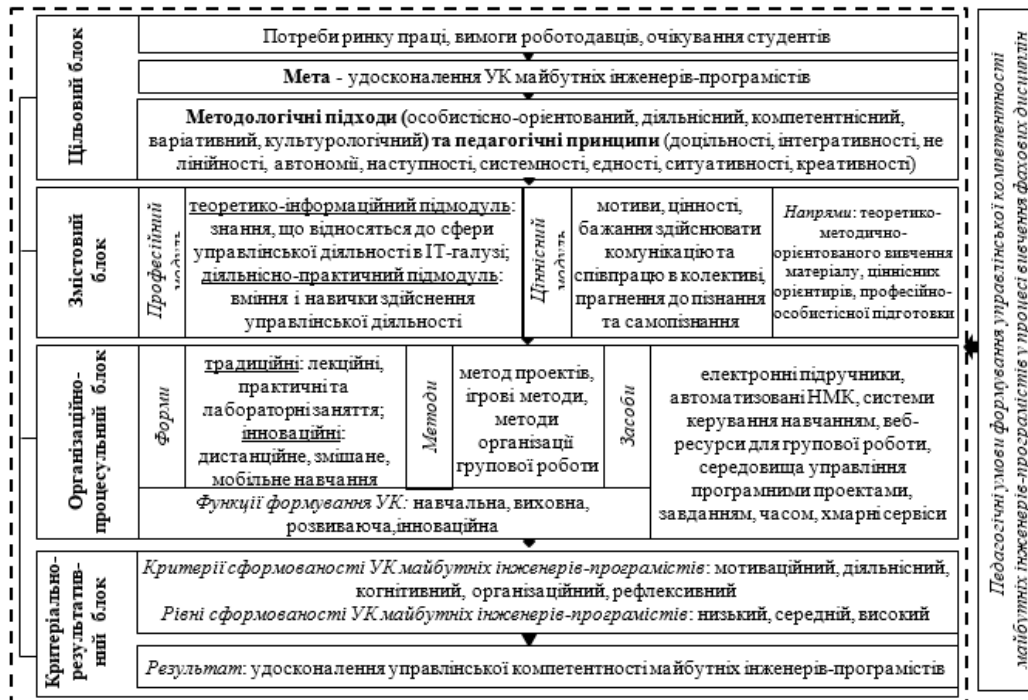 Цільовий блок
Потреби ринку праці, вимоги роботодавців, очікування студентів
Мета - удосконалення УК майбутніх інженерів-програмістів
Методологічні підходи (особистісно-орієнтований, діяльнісний, компетентнісний,
варіативний, культурологічний) та педагогічні принципи (доцільності, інтегративності, не
лінійності, автономії, наступності, системності, єдності, ситуативності, креативності)
Змістовий
блок
Професійний
модуль
теоретико-інформаційний підмодуль:
знання, що відносяться до сфери
управлінської діяльності в ІТ-галузі;
діяльнісно-практичний підмодуль:
вміння і навички здійснення
управлінської діяльності
Ціннісний
модуль
мотиви, цінності,
бажання здійснювати
комунікацію та
співпрацю в колективі,
прагнення до пізнання
та самопізнання
Напрями: теоретико-
методично-
орієнтованого вивчення
матеріалу, ціннісних
орієнтирів, професійно-
особистісної підготовки
Організаційно-
процесульний блок
Форми
традиційні: лекційні,
практичні та
лабораторні заняття;
інноваційні:
дистанційне, змішане,
мобільне навчання
Методи
метод проектів,
ігрові методи,
методи
організації
групової роботи
Засоби
електронні підручники,
автоматизовані НМК, системи
керування навчанням, веб-
ресурси для групової роботи,
середовища управління
програмними проектами,
завданням, часом, хмарні сервіси
Функції формування УК: навчальна, виховна,
розвиваюча, інноваційна
Критеріально-
результатив-
ний блок
Критерії сформованості УК майбутніх інженерів-програмістів: мотиваційний, діяльнісний,
когнітивний, організаційний, рефлексивний
Рівні сформованості УК майбутніх інженерів-програмістів: низький, середній, високий
Результат: удосконалення управлінської компетентності майбутніх інженерів-програмістів
Педагогічні умови формування управлінської компетентності
майбутніх інженерів-програмістів у процесі вивчення фахових дисциплін